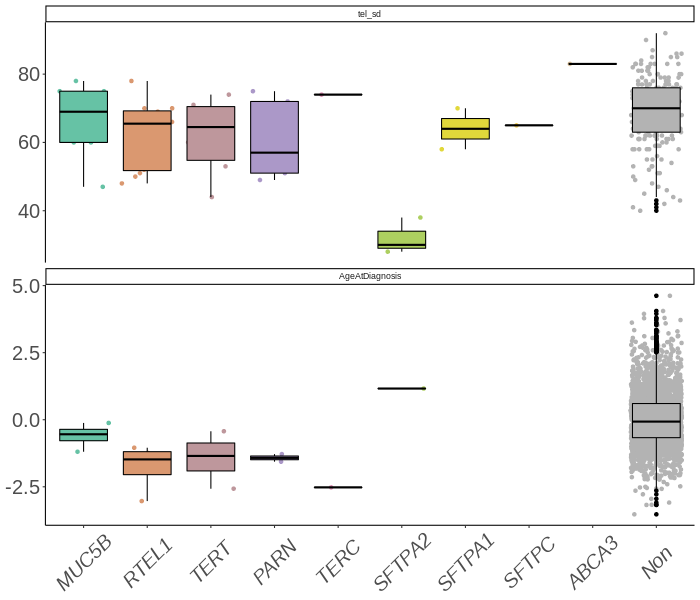 tel_sd
80
60
40
AgeAtDiagnosis
5.0
2.5
0.0
-2.5
MUC5B RTEL1 TERT PARN TERC SFTPA2 SFTPA1 SFTPC ABCA3 Non